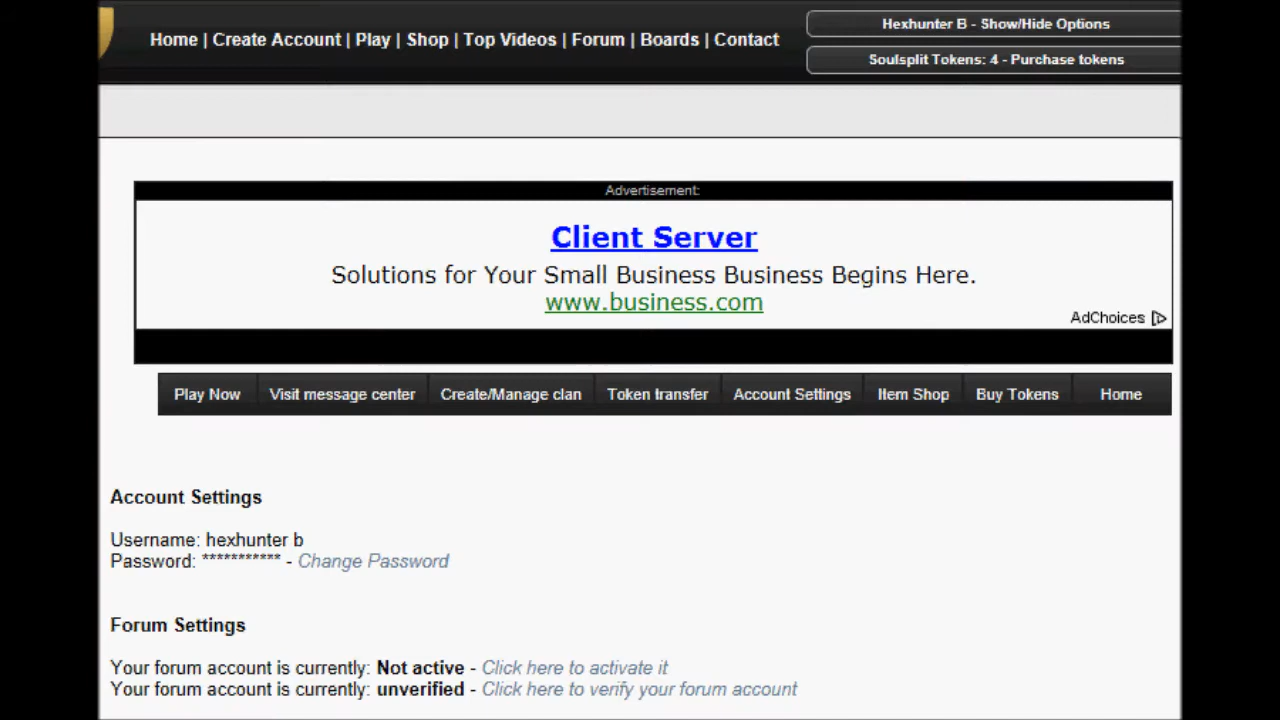 Home | Create Account | Play | Shop | Top Videos | Forum | Boards | Contact
Hexhunter B - Show/Hide Options
Soulsplit Tokens: 4 - Purchase tokens
Advertisement:
Client Server
Solutions for Your Small Business Business Begins Here.
www.business.com
AdChoices
Play Now Visit message center Create/Manage clan Token transfer Account Settings Item Shop Buy Tokens Home
Account Settings
Username: hexhunter b
Password: *********** - Change Password
Forum Settings
Your forum account is currently: Not active - Click here to activate it
Your forum account is currently: unverified - Click here to verify your forum account